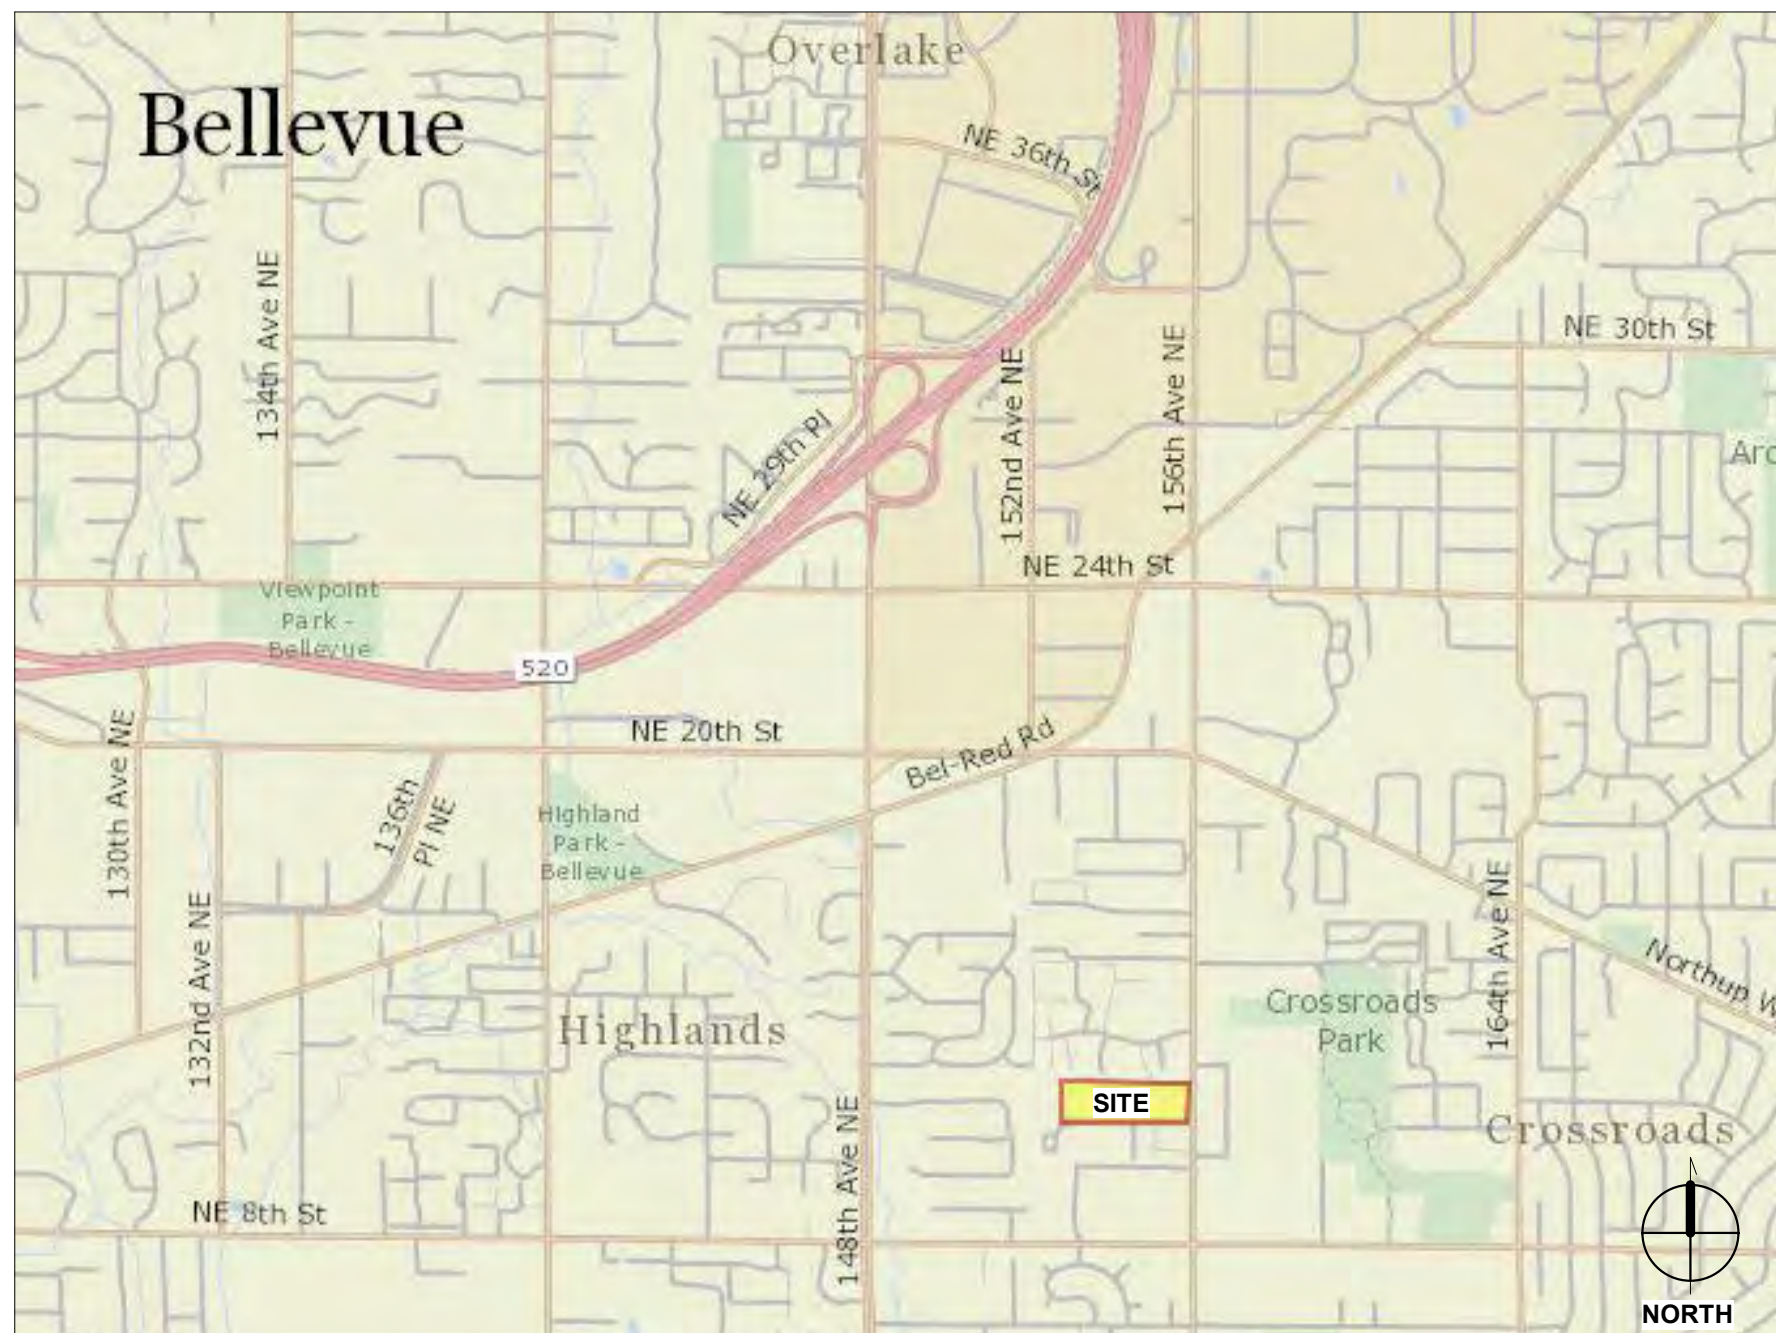 Overlake
Bellevue
NE 36th St
134th Ave NE
NE 30th St
152nd Ave NE
156th Ave NE
NE 29th Pl
NE 24th St
Viewpoint
Park -
Bellevue
520
NE 20th St
Bel-Red Rd
130th Ave NE
136th
Pl NE
Highland
Park -
Bellevue
132nd Ave NE
164th Ave NE
Northup W
Crossroads
Park
Highlands
148th Ave NE
SITE
Crossroads
NE 8th St
NORTH